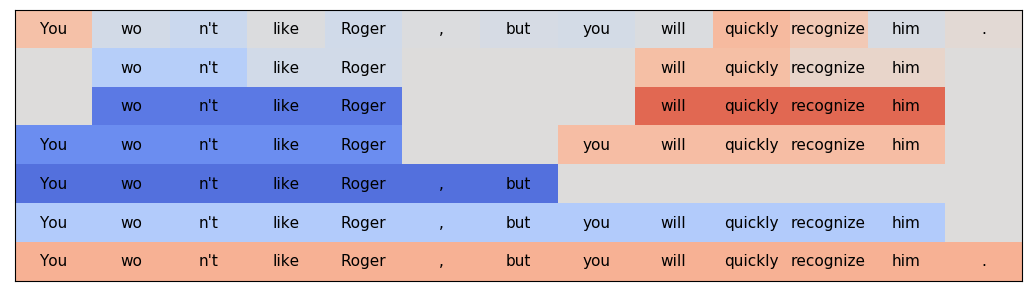 You wo n't like Roger , but you will quickly recognize him .
wo n't like Roger will quickly recognize him
wo n't like Roger will quickly recognize him
You wo n't like Roger you will quickly recognize him
You wo n't like Roger , but
You wo n't like Roger , but you will quickly recognize him
You wo n't like Roger , but you will quickly recognize him .